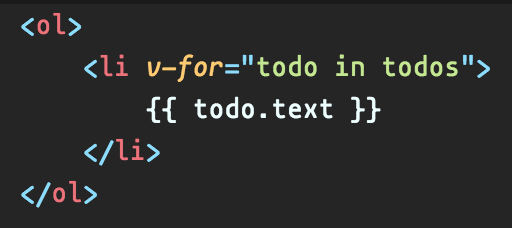 <ol>
    <li v-for="todo in todos">
        {{ todo.text }}
    </li>
</ol>